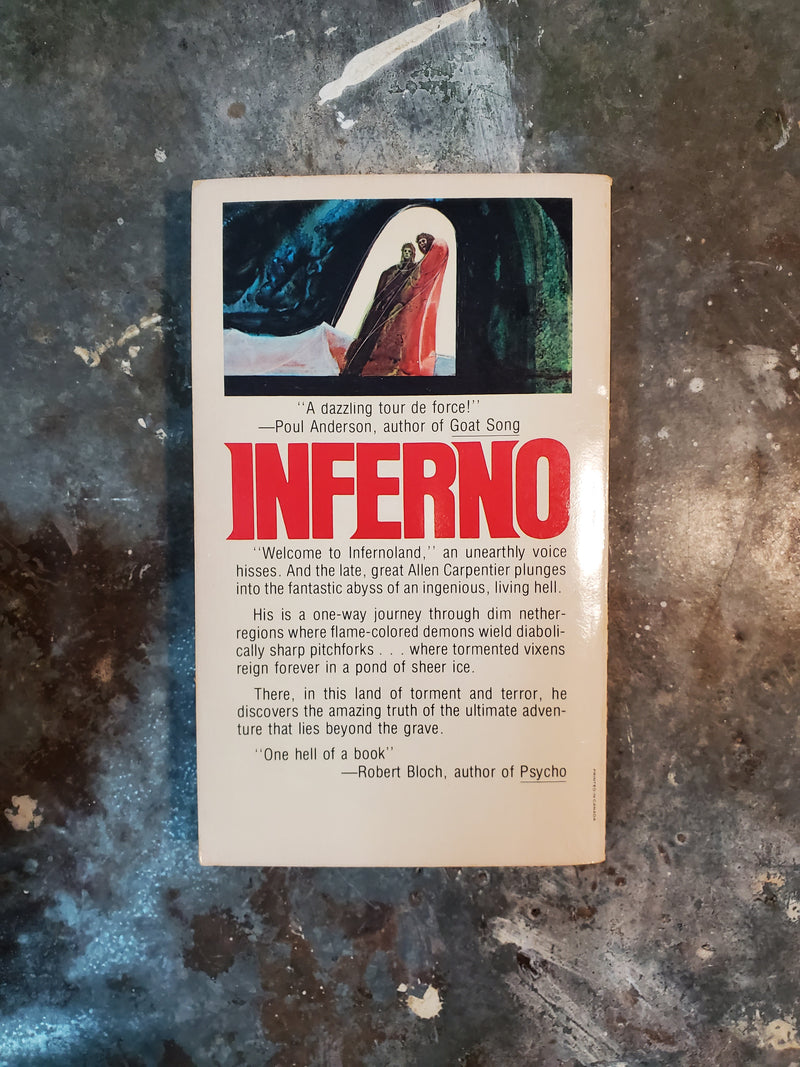 "A dazzling tour de force!"
—Poul Anderson, author of Goat Song
INFERNO
"Welcome to Infernoland," an unearthly voice
hisses. And the late, great Allen Carpentier plunges
into the fantastic abyss of an ingenious, living hell.
His is a one-way journey through dim nether-
regions where flame-colored demons wield diaboli-
cally sharp pitchforks . . . where tormented vixens
reign forever in a pond of sheer ice.
There, in this land of torment and terror, he
discovers the amazing truth of the ultimate adven-
ture that lies beyond the grave.
"One hell of a book"
—Robert Bloch, author of Psycho
PRINTED IN CANADA